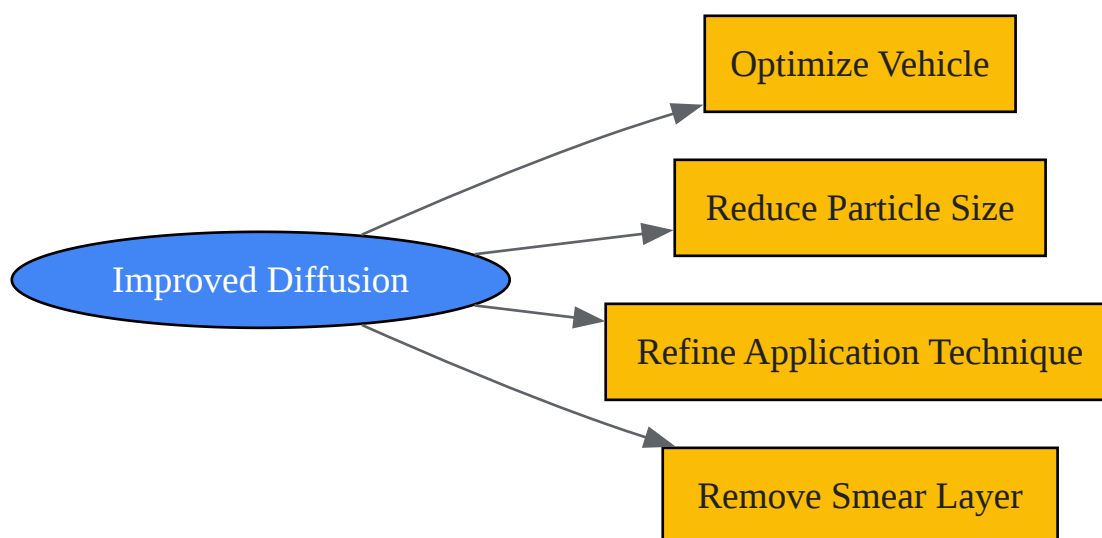 Optimize Vehicle
Reduce Particle Size
Improved Diffusion
Refine Application Technique
Remove Smear Layer